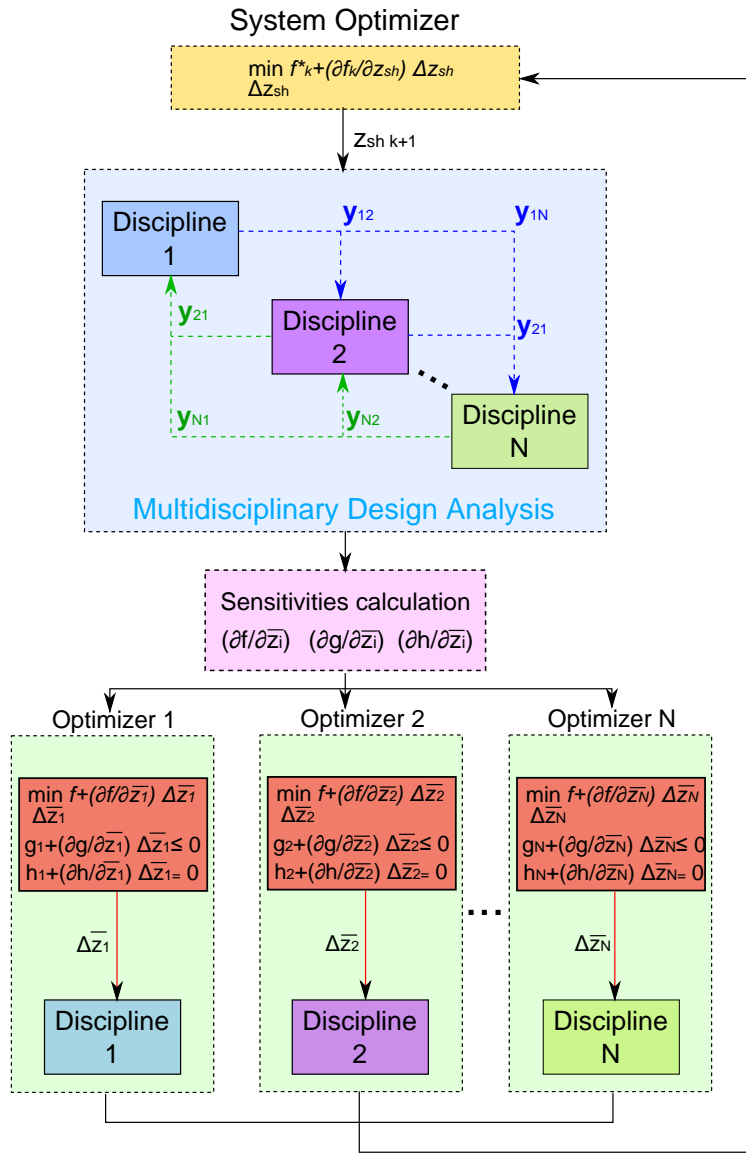 System Optimizer
min f*k+(∂fk/∂zsh) Δzsh
Δzsh
zsh k+1
Discipline
1
y12
y1N
y21
Discipline
2
y21
yN1
yN2
Discipline
N
Multidisciplinary Design Analysis
Sensitivities calculation
(∂f/∂z̅i) (∂g/∂z̅i) (∂h/∂z̅i)
Optimizer 1
Optimizer 2
Optimizer N
min f+(∂f/∂z̅1) Δz̅1
Δz̅1
g1+(∂g/∂z̅1) Δz̅1≤ 0
h1+(∂h/∂z̅1) Δz̅1= 0
min f+(∂f/∂z̅2) Δz̅2
Δz̅2
g2+(∂g/∂z̅2) Δz̅2≤ 0
h2+(∂h/∂z̅2) Δz̅2= 0
min f+(∂f/∂z̅N) Δz̅N
Δz̅N
gN+(∂g/∂z̅N) Δz̅N≤ 0
hN+(∂h/∂z̅N) Δz̅N= 0
...
Δz̅1
Δz̅2
Δz̅N
Discipline
1
Discipline
2
Discipline
N